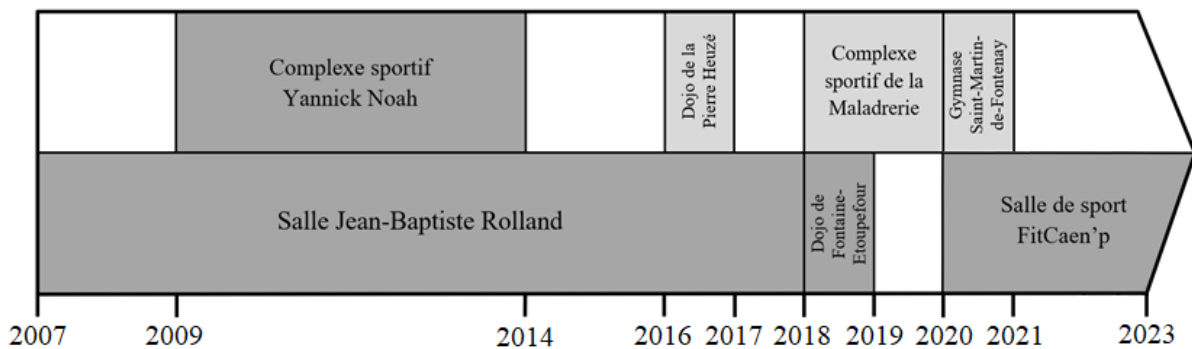 Complexe sportif
Yannick Noah
Dojo de la
Pierre Heuzé
Complexe
sportif de la
Maladrerie
Gymnase
Saint-Martin-
de-Fontenay
Salle Jean-Baptiste Rolland
Dojo de
Fontaine-
Etoupefour
Salle de sport
FitCaen’p
2007 2009 2014 2016 2017 2018 2019 2020 2021 2023